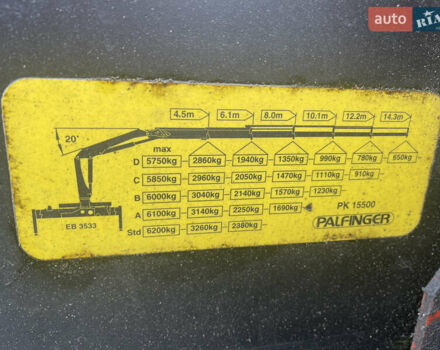 auto RIA
4.5m 6.1m 8.0m 10.1m 12.2m 14.3m
20°
max
D 5750kg 2860kg 1940kg 1350kg 990kg 780kg 650kg
C 5850kg 2960kg 2050kg 1470kg 1110kg 910kg
B 6000kg 3040kg 2140kg 1570kg 1230kg
A 6100kg 3140kg 2250kg 1690kg PK 15500
Std 6200kg 3260kg 2380kg PALFINGER
EB 3533